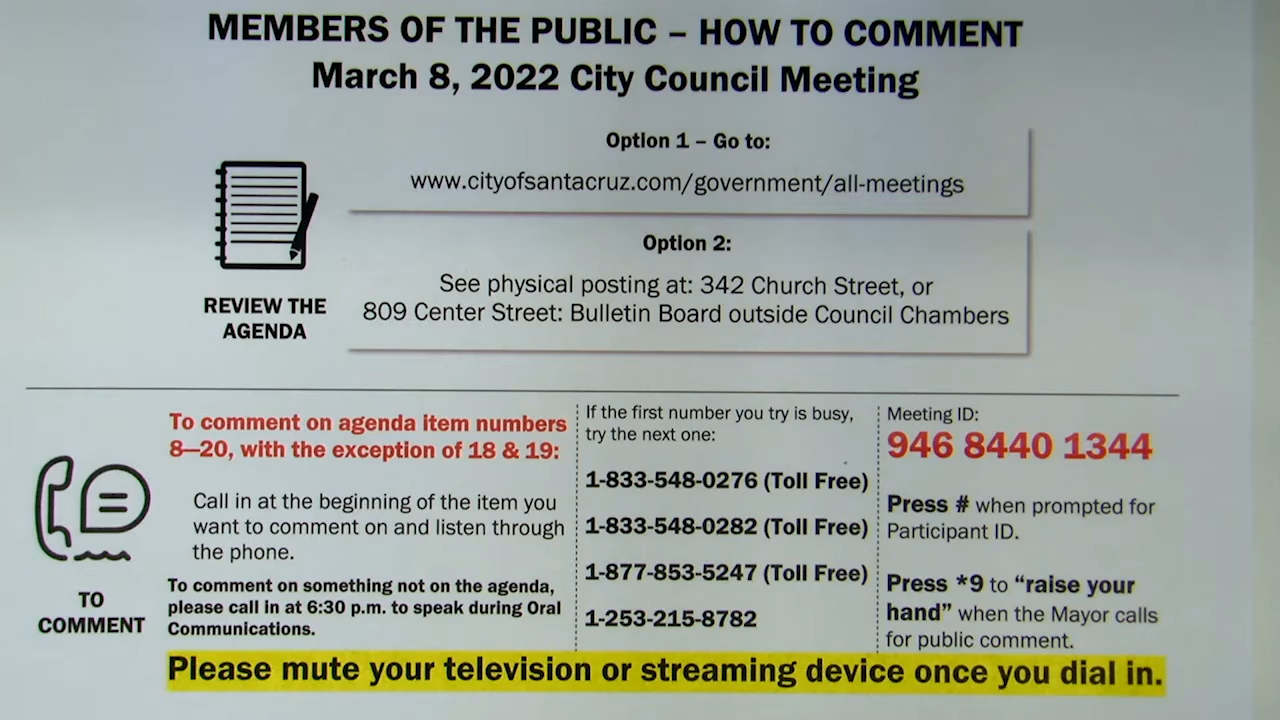 MEMBERS OF THE PUBLIC – HOW TO COMMENT
March 8, 2022 City Council Meeting
Option 1 – Go to:
www.cityofsantacruz.com/government/all-meetings
Option 2:
See physical posting at: 342 Church Street, or
809 Center Street: Bulletin Board outside Council Chambers
REVIEW THE
AGENDA
To comment on agenda item numbers
8—20, with the exception of 18 & 19:
Call in at the beginning of the item you
want to comment on and listen through
the phone.
To comment on something not on the agenda,
please call in at 6:30 p.m. to speak during Oral
Communications.
TO
COMMENT
If the first number you try is busy,
try the next one:
1-833-548-0276 (Toll Free)
1-833-548-0282 (Toll Free)
1-877-853-5247 (Toll Free)
1-253-215-8782
Meeting ID:
946 8440 1344
Press # when prompted for
Participant ID.
Press *9 to “raise your
hand” when the Mayor calls
for public comment.
Please mute your television or streaming device once you dial in.